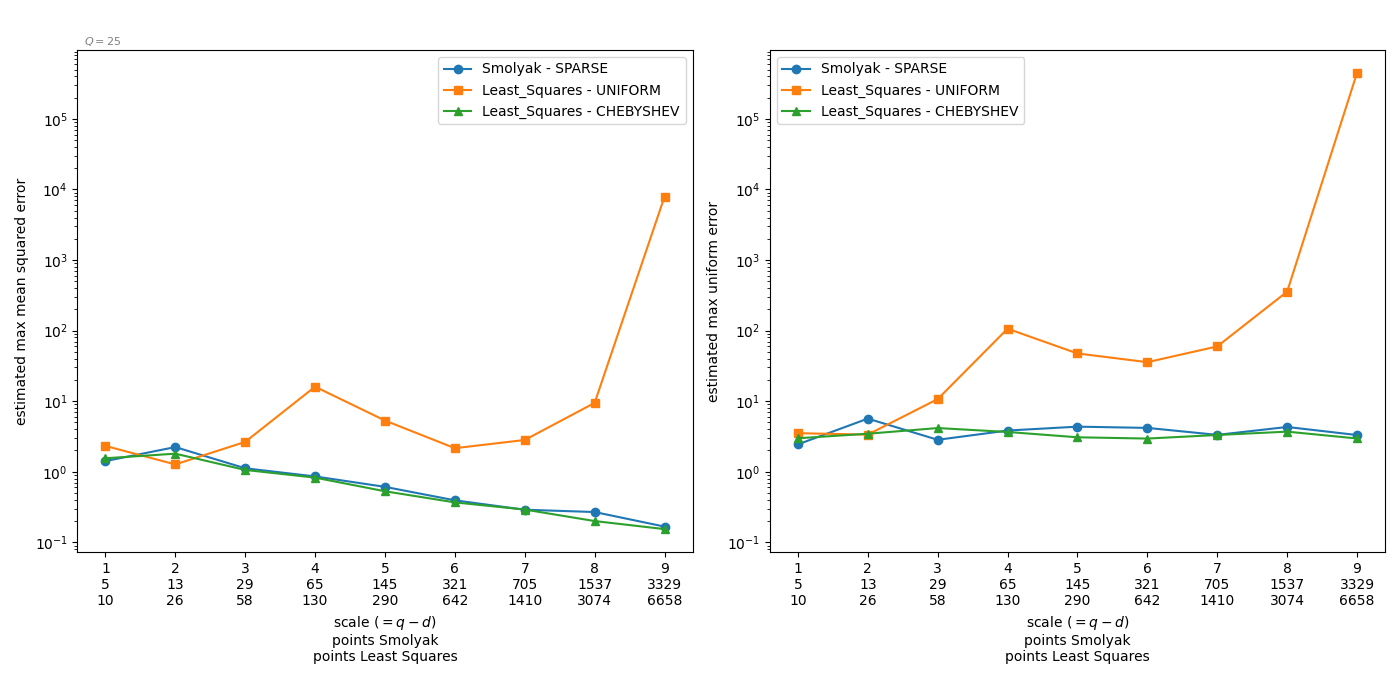 Q = 25
estimated max mean squared error
10^5
10^4
10^3
10^2
10^1
10^0
10^-1
Smolyak - SPARSE
Least_Squares - UNIFORM
Least_Squares - CHEBYSHEV
1 2 3 4 5 6 7 8 9
5 13 29 65 145 321 705 1537 3329
10 26 58 130 290 642 1410 3074 6658
scale (= q − d)
points Smolyak
points Least Squares
estimated max uniform error
10^5
10^4
10^3
10^2
10^1
10^0
10^-1
Smolyak - SPARSE
Least_Squares - UNIFORM
Least_Squares - CHEBYSHEV
1 2 3 4 5 6 7 8 9
5 13 29 65 145 321 705 1537 3329
10 26 58 130 290 642 1410 3074 6658
scale (= q − d)
points Smolyak
points Least Squares